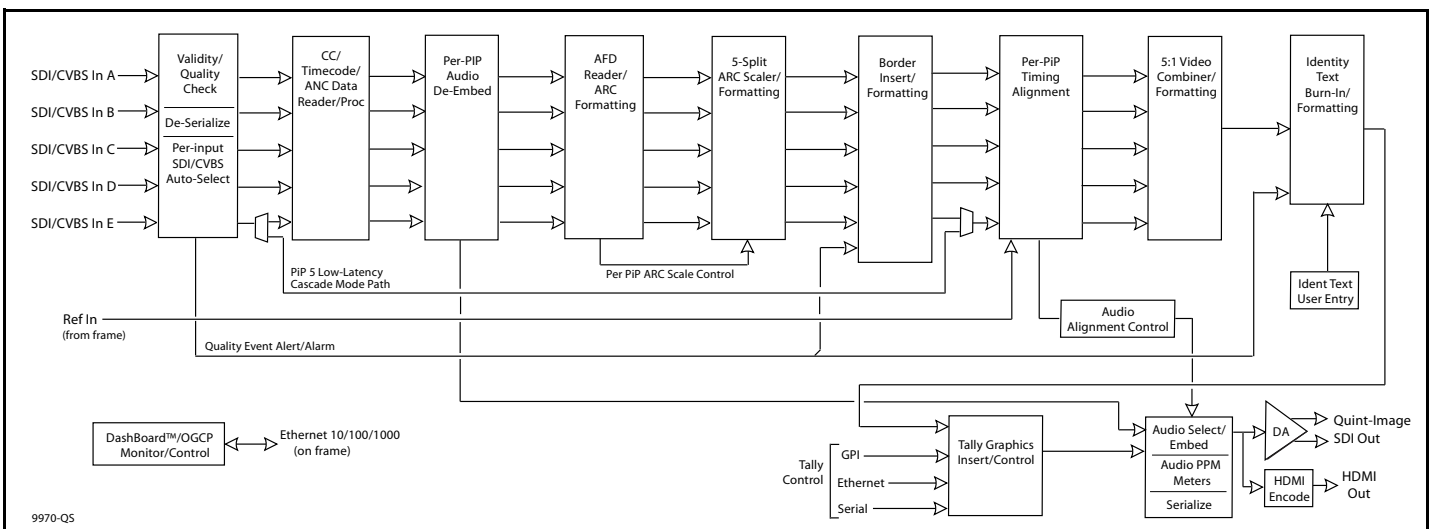 SDI/CVBS In A
SDI/CVBS In B
SDI/CVBS In C
SDI/CVBS In D
SDI/CVBS In E
Validity/
Quality
Check
De-Serialize
Per-input
SDI/CVBS
Auto-Select
CC/
Timecode/
ANC Data
Reader/Proc
Per-PIP
Audio
De-Embed
AFD
Reader/
ARC
Formatting
5-Split
ARC Scaler/
Formatting
Border
Insert/
Formatting
Per-PiP
Timing
Alignment
5:1 Video
Combiner/
Formatting
Identity
Text
Burn-In/
Formatting
PiP 5 Low-Latency
Cascade Mode Path
Per PiP ARC Scale Control
Ident Text
User Entry
Ref In
(from frame)
Audio
Alignment Control
Quality Event Alert/Alarm
DashBoard™/OGCP
Monitor/Control
Ethernet 10/100/1000
(on frame)
Tally
Control
GPI
Ethernet
Serial
Tally Graphics
Insert/Control
Audio Select/
Embed
Audio PPM
Meters
Serialize
DA
Quint-Image
SDI Out
HDMI
Encode
HDMI
Out
9970-QS